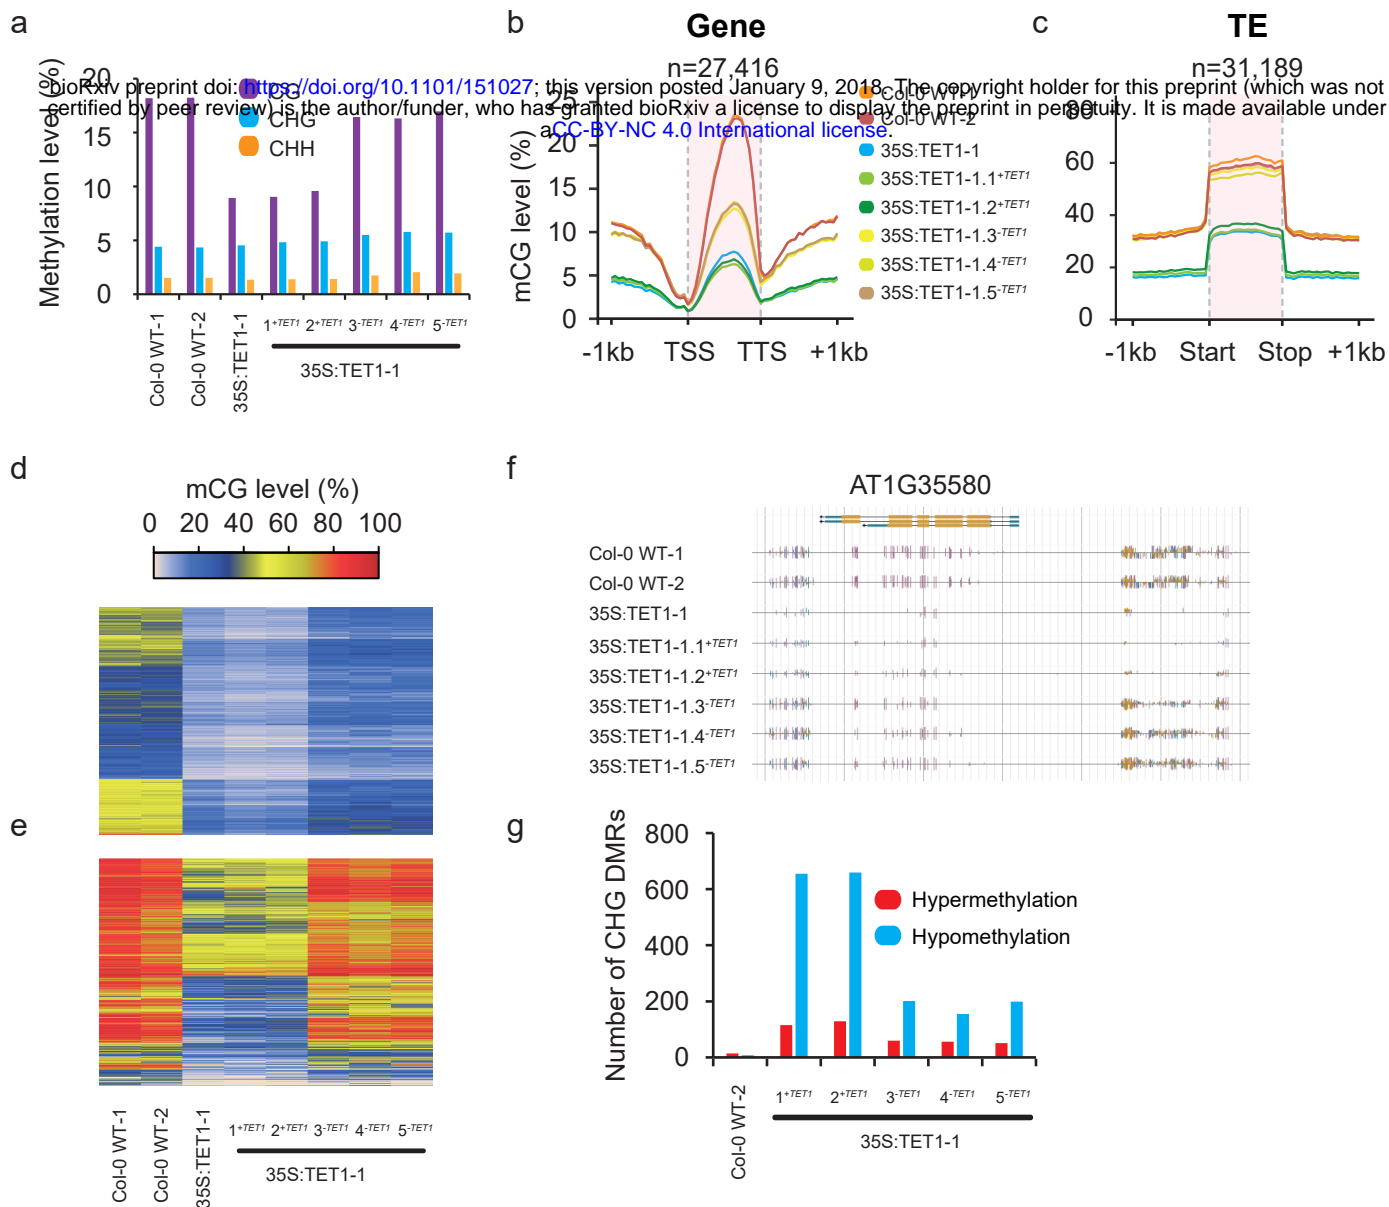 a
b
Gene
c
TE
n=27,416
n=31,189
bioRxiv preprint doi: https://doi.org/10.1101/151027; this version posted January 9, 2018. The copyright holder for this preprint (which was not
certified by peer review) is the author/funder, who has granted bioRxiv a license to display the preprint in perpetuity. It is made available under
aCC-BY-NC 4.0 International license.
Methylation level (%)
20
15
10
5
0
CG
CHG
CHH
Col-0 WT-1
Col-0 WT-2
35S:TET1-1
1+TET1 2+TET1 3-TET1 4-TET1 5-TET1
35S:TET1-1
mCG level (%)
25
20
15
10
5
0
-1kb TSS TTS +1kb
Col-0 WT-1
Col-0 WT-2
35S:TET1-1
35S:TET1-1.1+TET1
35S:TET1-1.2+TET1
35S:TET1-1.3-TET1
35S:TET1-1.4-TET1
35S:TET1-1.5-TET1
80
60
40
20
0
-1kb Start Stop +1kb
d
mCG level (%)
0 20 40 60 80 100
e
Col-0 WT-1
Col-0 WT-2
35S:TET1-1
1+TET1 2+TET1 3-TET1 4-TET1 5-TET1
35S:TET1-1
f
AT1G35580
Col-0 WT-1
Col-0 WT-2
35S:TET1-1
35S:TET1-1.1+TET1
35S:TET1-1.2+TET1
35S:TET1-1.3-TET1
35S:TET1-1.4-TET1
35S:TET1-1.5-TET1
g
Number of CHG DMRs
800
600
400
200
0
Hypermethylation
Hypomethylation
Col-0 WT-2
1+TET1 2+TET1 3-TET1 4-TET1 5-TET1
35S:TET1-1